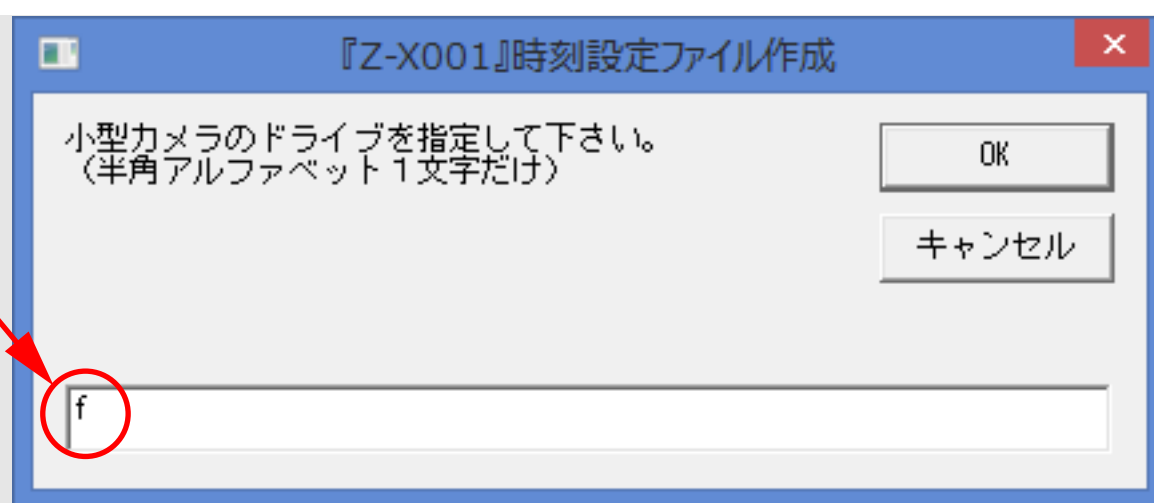 『Z-X001』時刻設定ファイル作成
×
小型カメラのドライブを指定して下さい。
（半角アルファベット１文字だけ）
OK
キャンセル
f